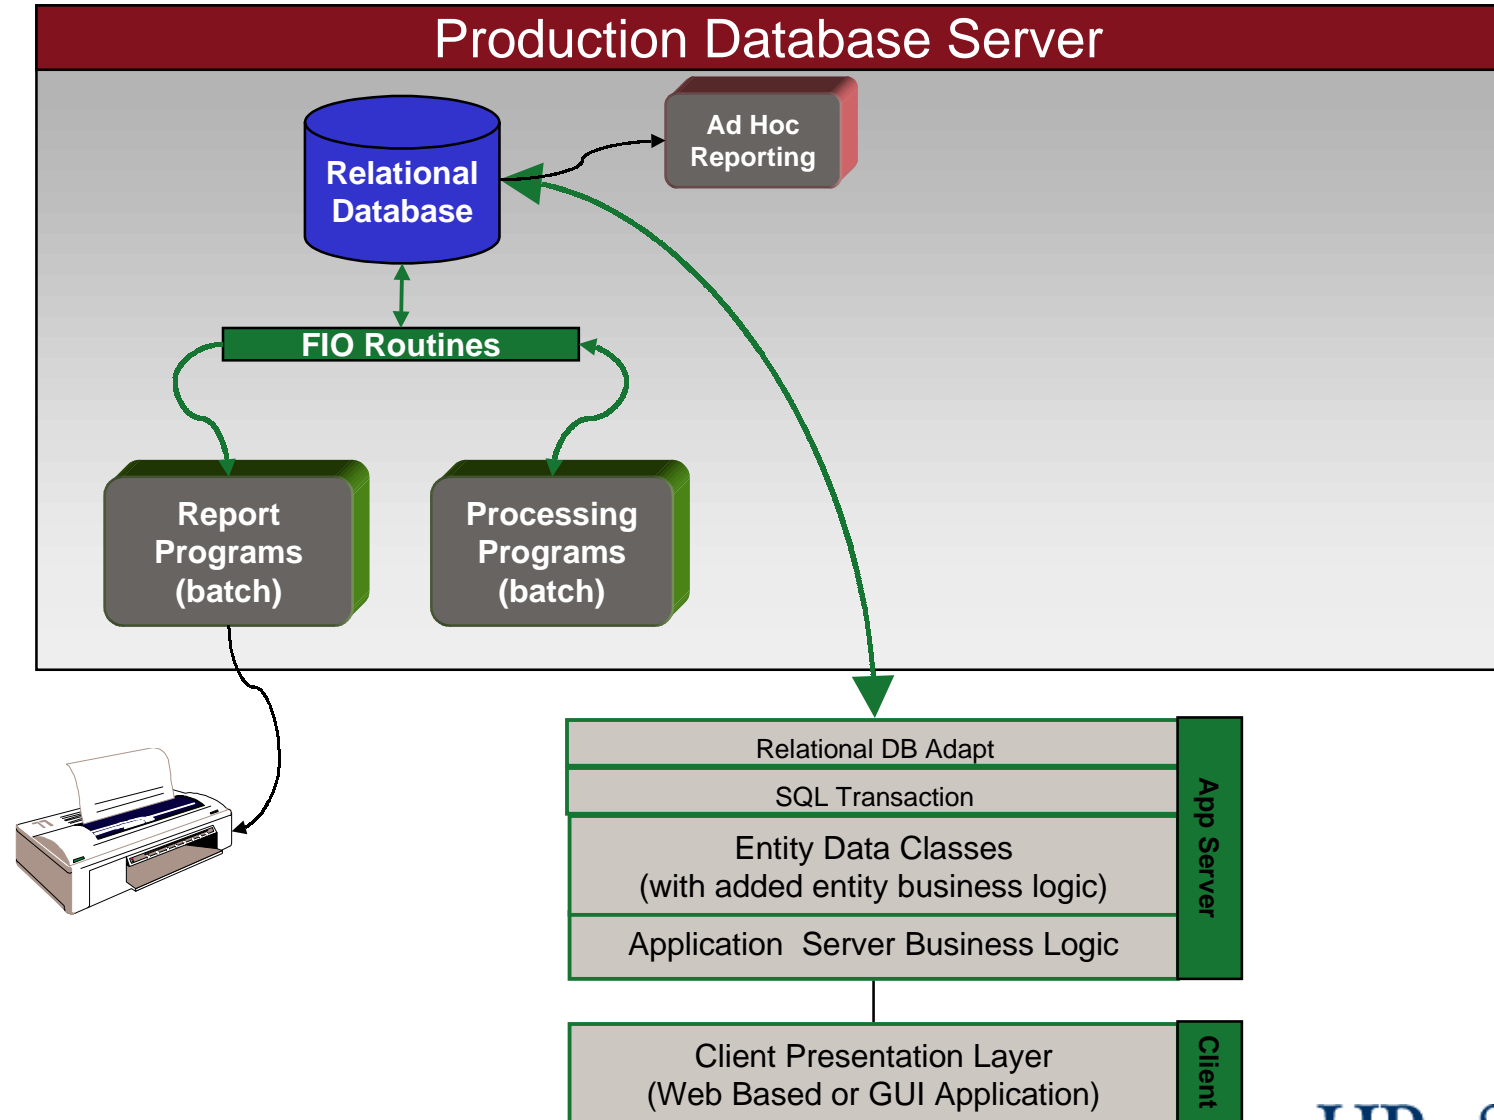 Production Database Server
Ad Hoc
Reporting
Relational
Database
FIO Routines
Report
Programs
(batch)
Processing
Programs
(batch)
Relational DB Adapt
SQL Transaction
Entity Data Classes
(with added entity business logic)
Application Server Business Logic
App Server
Client Presentation Layer
(Web Based or GUI Application)
Client